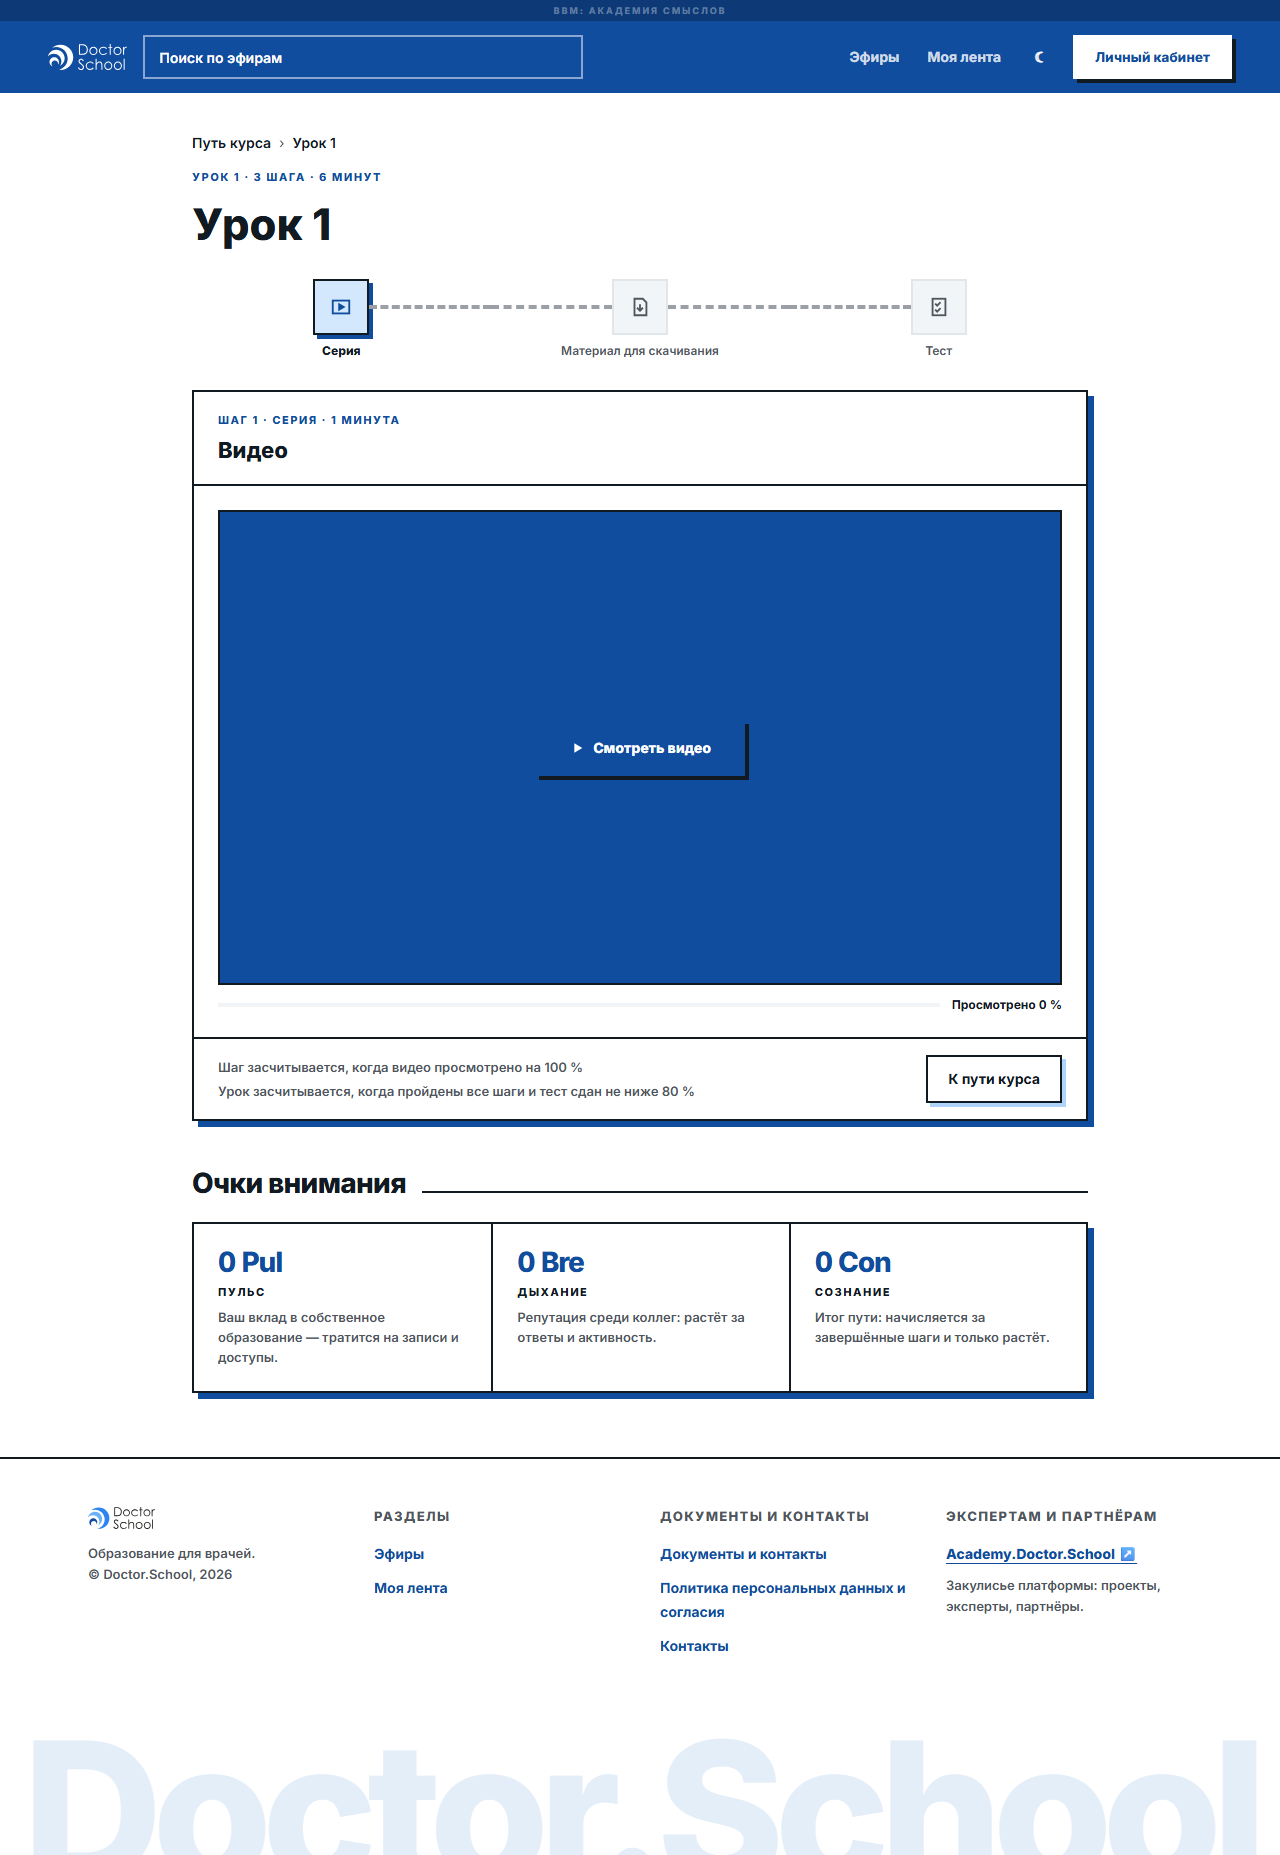 ВВМ: АКАДЕМИЯ СМЫСЛОВ
Doctor
School
Поиск по эфирам
Эфиры
Моя лента
Личный кабинет
Путь курса › Урок 1
УРОК 1 · 3 ШАГА · 6 МИНУТ
Урок 1
Серия
Материал для скачивания
Тест
ШАГ 1 · СЕРИЯ · 1 МИНУТА
Видео
Смотреть видео
Просмотрено 0 %
Шаг засчитывается, когда видео просмотрено на 100 %
Урок засчитывается, когда пройдены все шаги и тест сдан не ниже 80 %
К пути курса
Очки внимания
0 Pul
ПУЛЬС
Ваш вклад в собственное
образование — тратится на записи и
доступы.
0 Bre
ДЫХАНИЕ
Репутация среди коллег: растёт за
ответы и активность.
0 Con
СОЗНАНИЕ
Итог пути: начисляется за
завершённые шаги и только растёт.
Doctor
School
Образование для врачей.
© Doctor.School, 2026
РАЗДЕЛЫ
Эфиры
Моя лента
ДОКУМЕНТЫ И КОНТАКТЫ
Документы и контакты
Политика персональных данных и
согласия
Контакты
ЭКСПЕРТАМ И ПАРТНЁРАМ
Academy.Doctor.School ↗
Закулисье платформы: проекты,
эксперты, партнёры.
Doctor.School